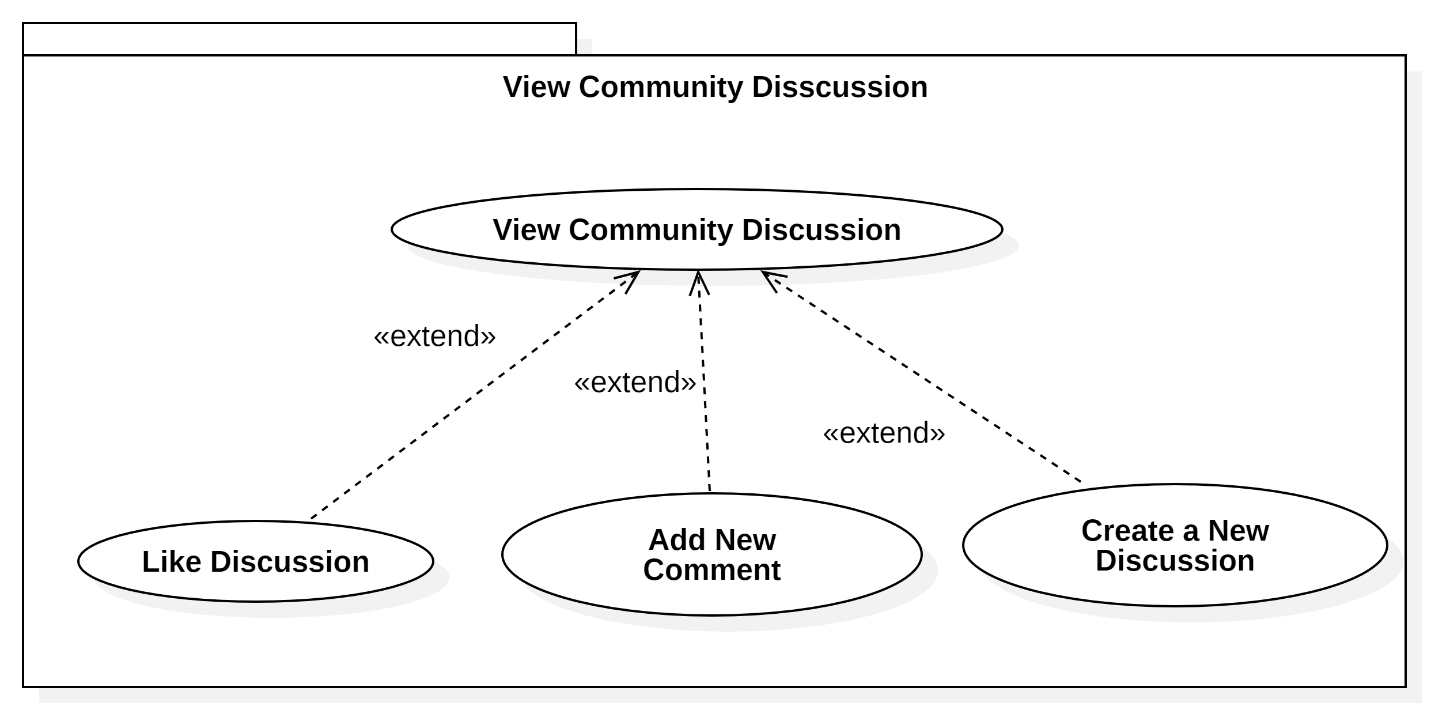 View Community Disscussion
View Community Discussion
«extend»
«extend»
«extend»
Like Discussion
Add New
Comment
Create a New
Discussion